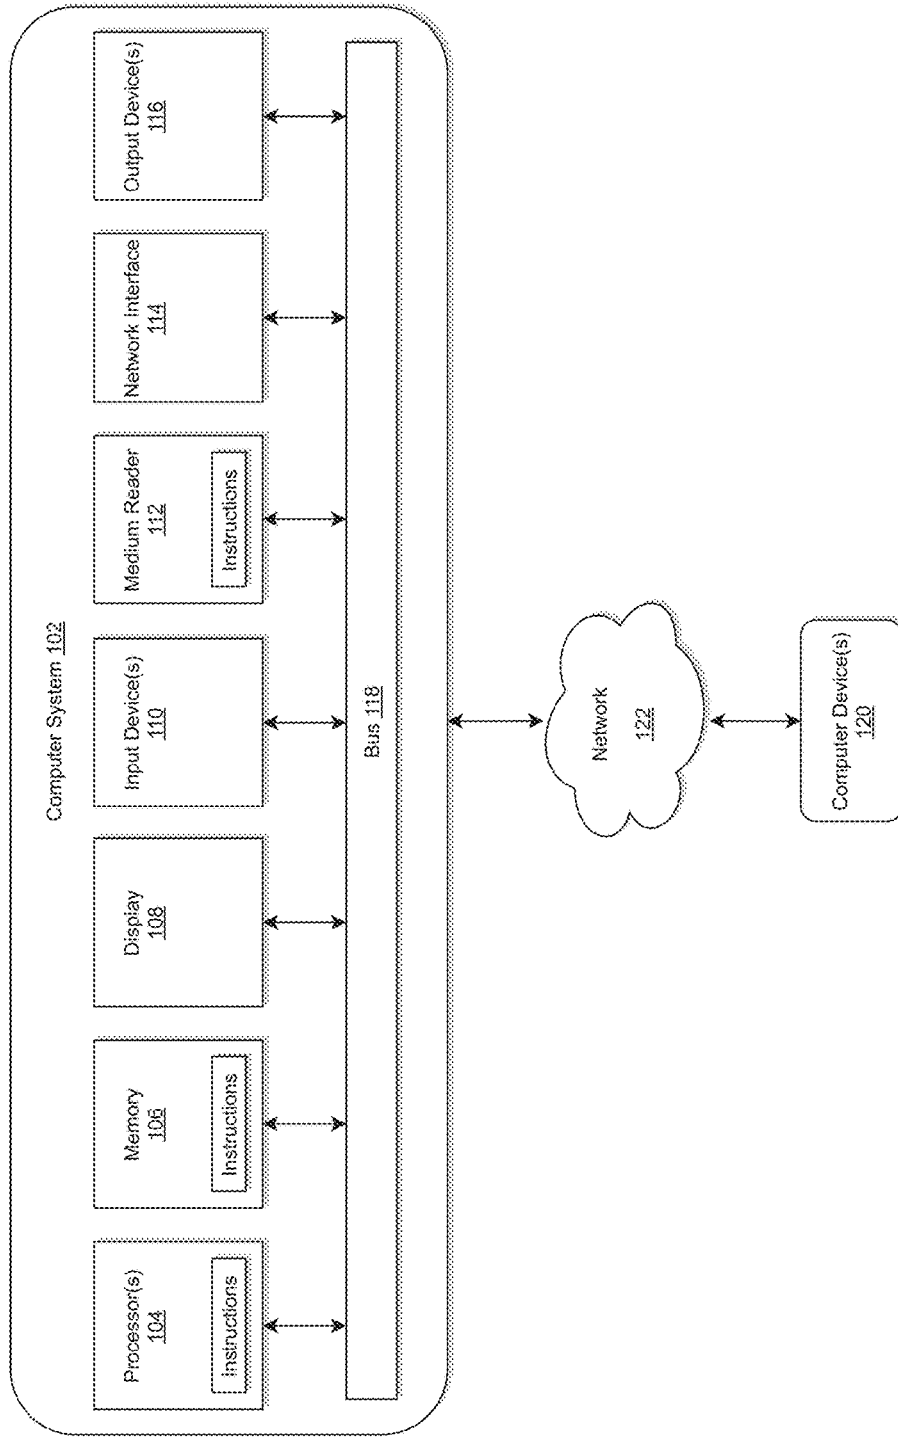 Computer System 102
Processor(s)
104
Instructions
Memory
106
Instructions
Display
108
Input Device(s)
110
Medium Reader
112
Instructions
Network Interface
114
Output Device(s)
116
Bus 118
Network
122
Computer Device(s)
120